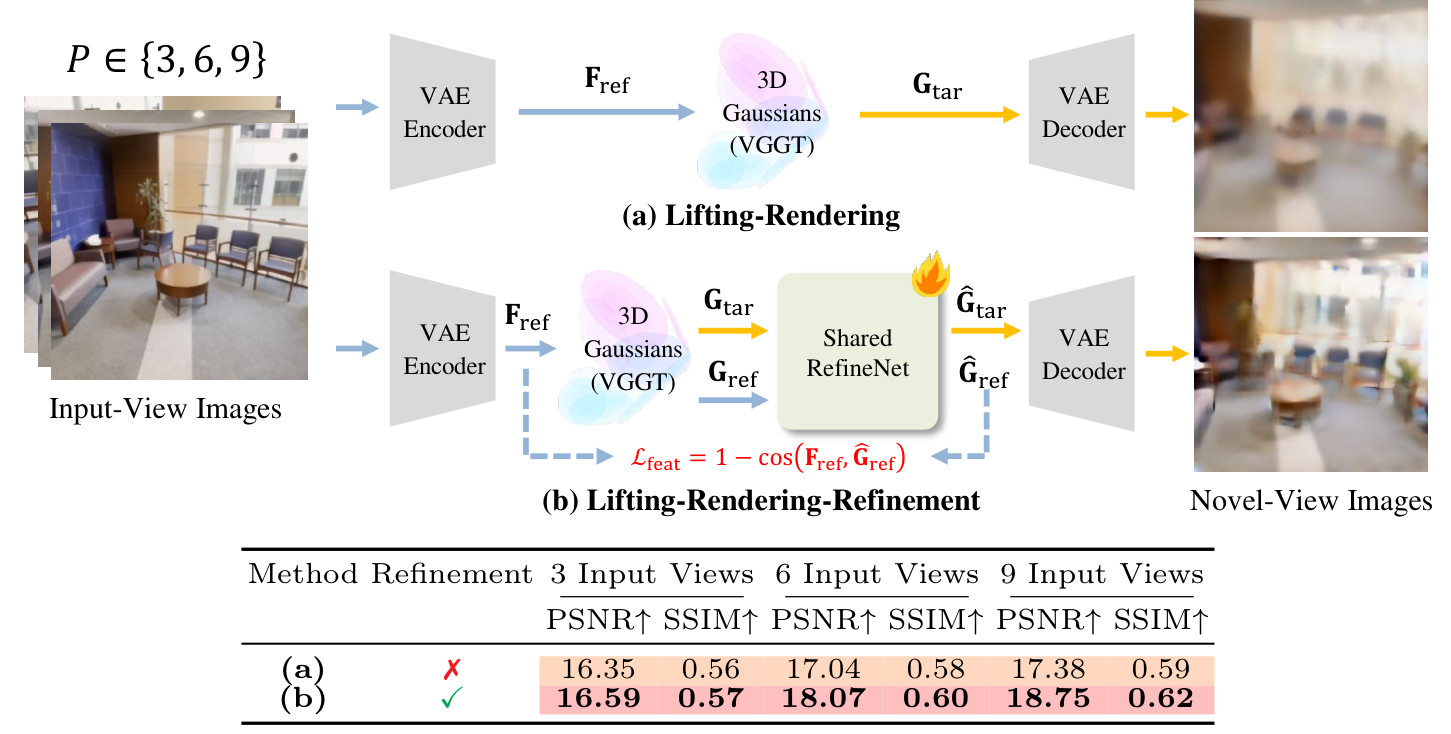 P ∈ {3, 6, 9}
Input-View Images
VAE
Encoder
F_ref
3D
Gaussians
(VGGT)
G_tar
VAE
Decoder
(a) Lifting-Rendering
VAE
Encoder
F_ref
3D
Gaussians
(VGGT)
G_tar
G_ref
Shared
RefineNet
Ĝ_tar
Ĝ_ref
VAE
Decoder
ℒ_feat = 1 − cos(F_ref, Ĝ_ref)
(b) Lifting-Rendering-Refinement
Novel-View Images
Method Refinement 3 Input Views 6 Input Views 9 Input Views
PSNR↑ SSIM↑ PSNR↑ SSIM↑ PSNR↑ SSIM↑
(a) ✗ 16.35 0.56 17.04 0.58 17.38 0.59
(b) ✓ 16.59 0.57 18.07 0.60 18.75 0.62